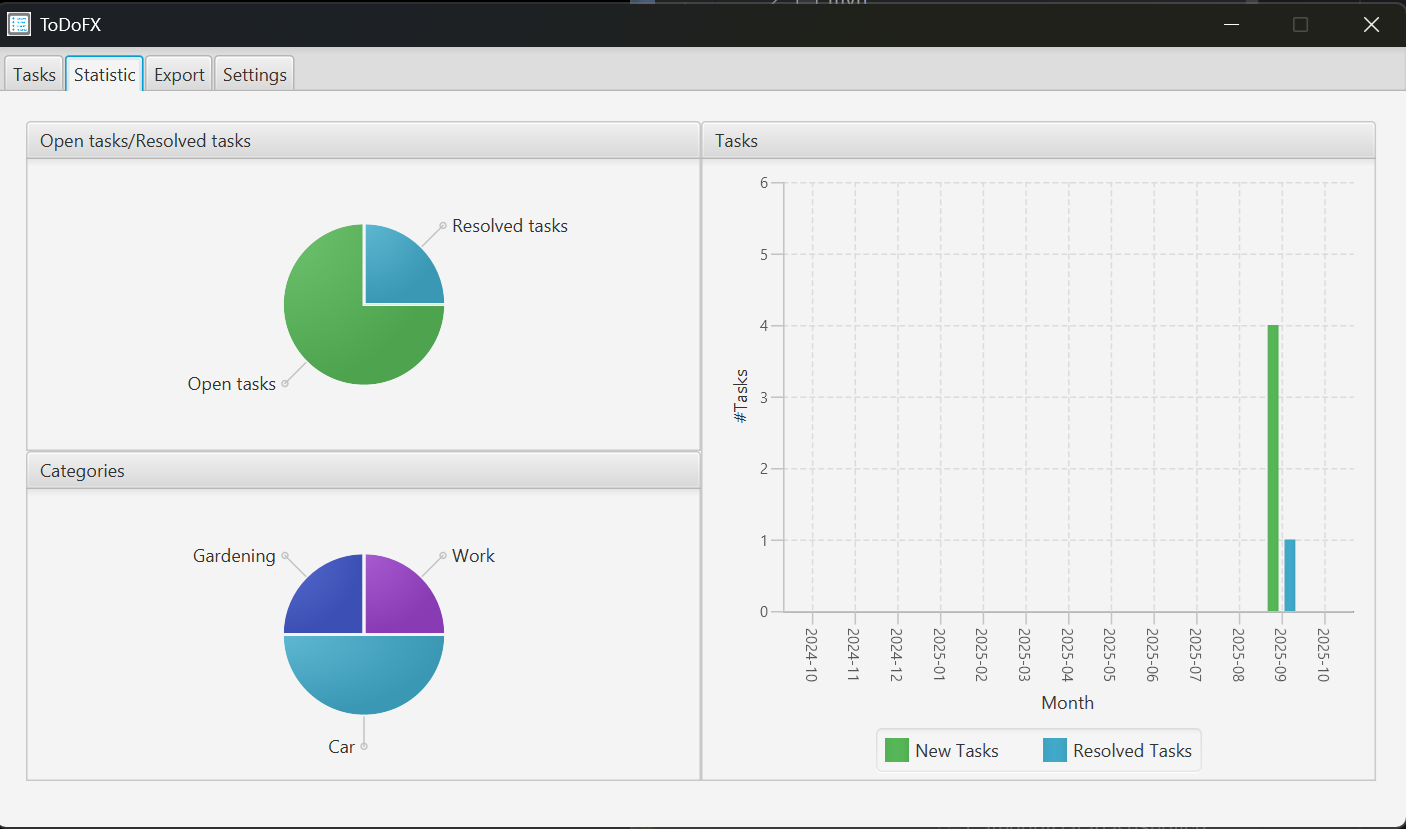 ToDoFX
Tasks
Statistic
Export
Settings
Open tasks/Resolved tasks
Resolved tasks
Open tasks
Categories
Gardening
Work
Car
Tasks
6
5
4
3
2
1
0
#Tasks
2024-10
2024-11
2024-12
2025-01
2025-02
2025-03
2025-04
2025-05
2025-06
2025-07
2025-08
2025-09
2025-10
Month
New Tasks
Resolved Tasks